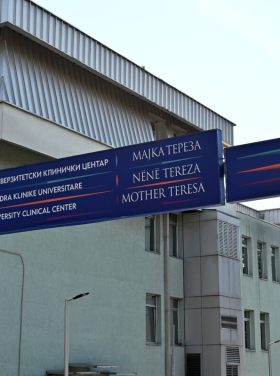 КЛИНИЧКИ ЦЕНТАР
KLINIKE UNIVERSITARE
CLINICAL CENTER
МАЈКА ТЕРЕЗА
NËNË TEREZA
MOTHER TERESA